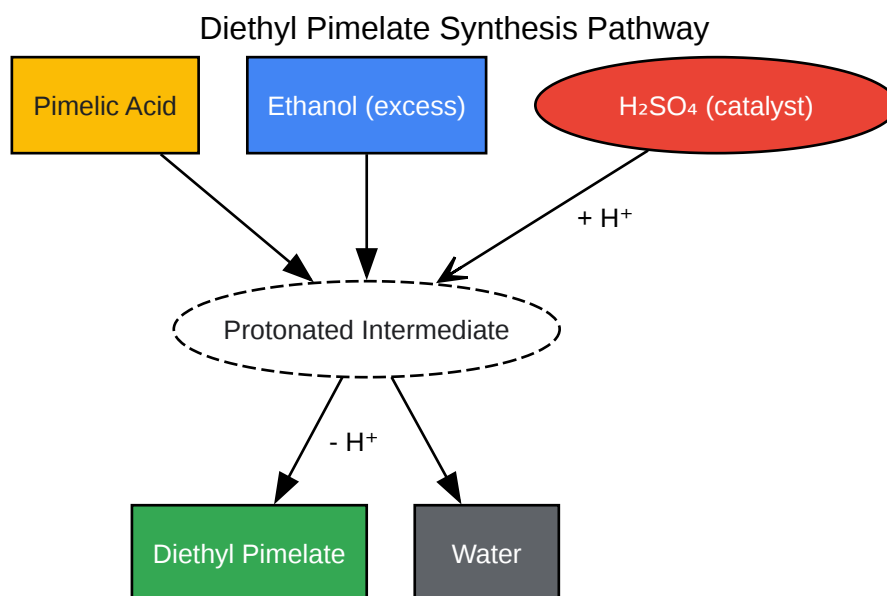 Diethyl Pimelate Synthesis Pathway
Pimelic Acid
Ethanol (excess)
H₂SO₄ (catalyst)
+ H⁺
Protonated Intermediate
- H⁺
Diethyl Pimelate
Water